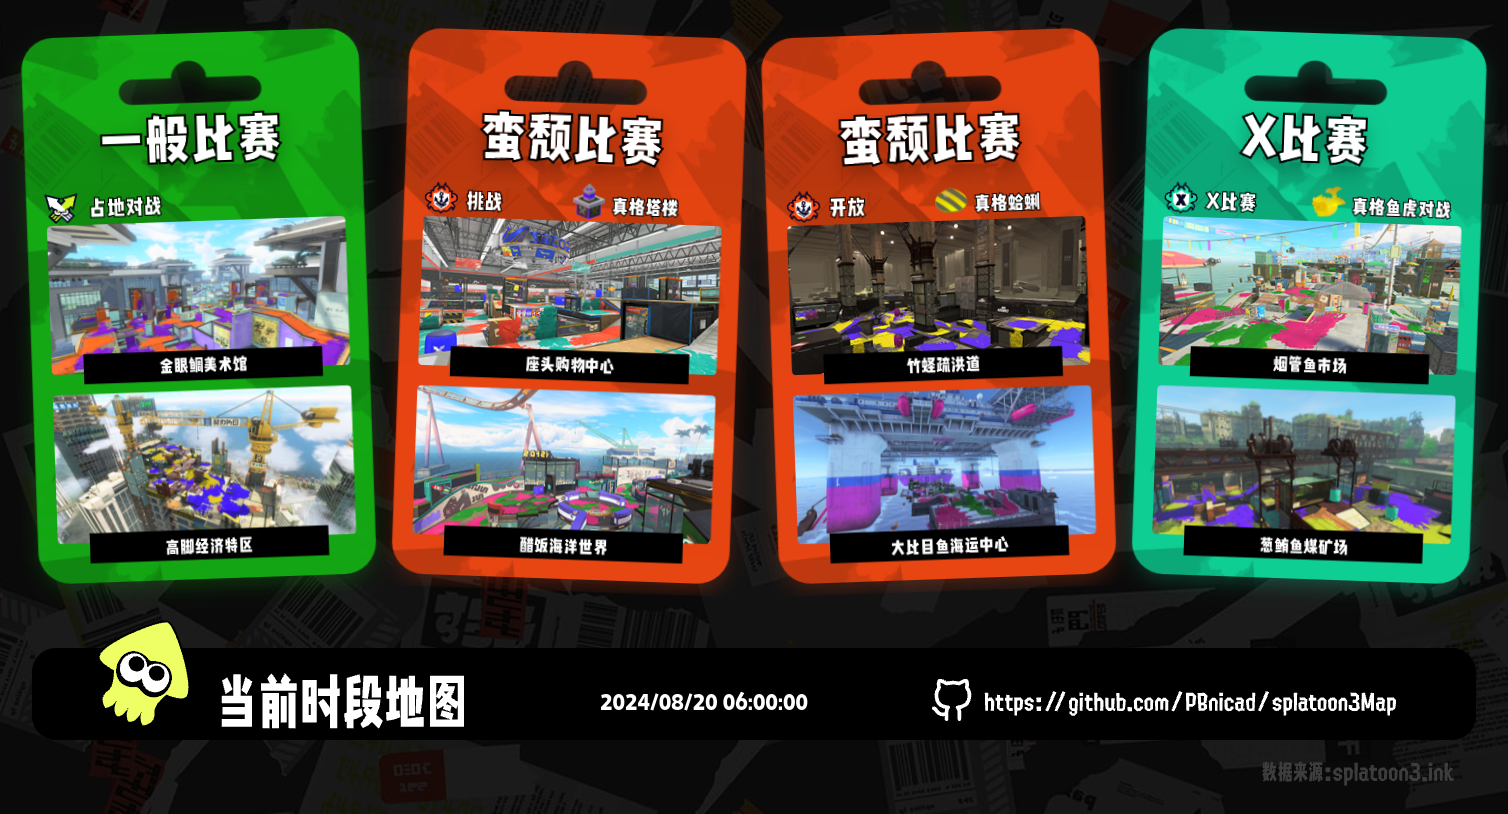 一般比赛
占地对战
金眼鲷美术馆
高脚经济特区
蛮颓比赛
挑战
真格塔楼
座头购物中心
醋饭海洋世界
蛮颓比赛
开放
真格蛤蜊
竹蛏疏洪道
大比目鱼海运中心
X比赛
X比赛
真格鱼虎对战
烟管鱼市场
葱鲔鱼煤矿场
当前时段地图
2024/08/20 06:00:00
https://github.com/PBnicad/splatoon3Map
数据来源:splatoon3.ink